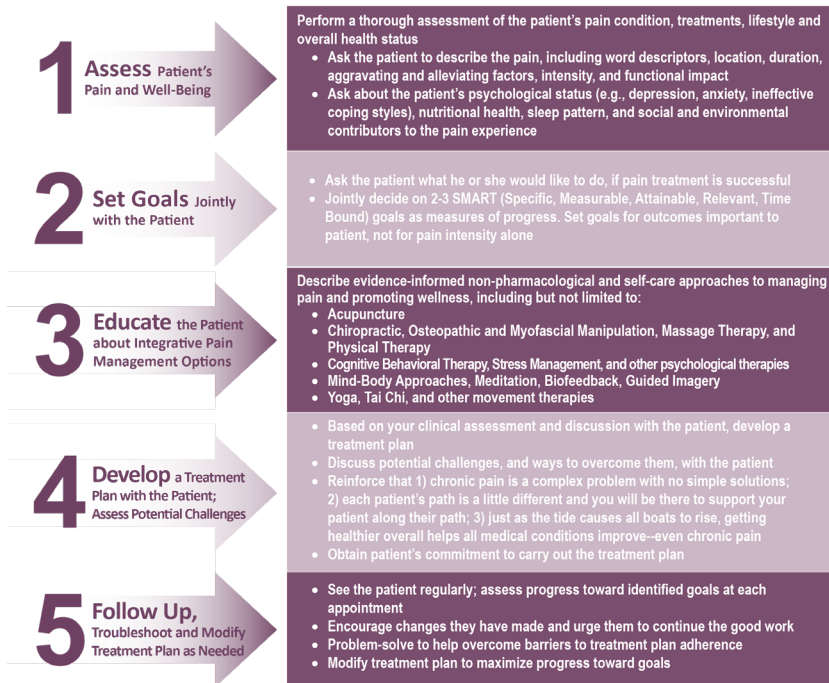 1
Assess Patient's
Pain and Well-Being
Perform a thorough assessment of the patient's pain condition, treatments, lifestyle and
overall health status
• Ask the patient to describe the pain, including word descriptors, location, duration,
aggravating and alleviating factors, intensity, and functional impact
• Ask about the patient's psychological status (e.g., depression, anxiety, ineffective
coping styles), nutritional health, sleep pattern, and social and environmental
contributors to the pain experience
2
Set Goals Jointly
with the Patient
• Ask the patient what he or she would like to do, if pain treatment is successful
• Jointly decide on 2-3 SMART (Specific, Measurable, Attainable, Relevant, Time
Bound) goals as measures of progress. Set goals for outcomes important to
patient, not for pain intensity alone
3
Educate the Patient
about Integrative Pain
Management Options
Describe evidence-informed non-pharmacological and self-care approaches to managing
pain and promoting wellness, including but not limited to:
• Acupuncture
• Chiropractic, Osteopathic and Myofascial Manipulation, Massage Therapy, and
Physical Therapy
• Cognitive Behavioral Therapy, Stress Management, and other psychological therapies
• Mind-Body Approaches, Meditation, Biofeedback, Guided Imagery
• Yoga, Tai Chi, and other movement therapies
4
Develop a Treatment
Plan with the Patient;
Assess Potential Challenges
• Based on your clinical assessment and discussion with the patient, develop a
treatment plan
• Discuss potential challenges, and ways to overcome them, with the patient
• Reinforce that 1) chronic pain is a complex problem with no simple solutions;
2) each patient's path is a little different and you will be there to support your
patient along their path; 3) just as the tide causes all boats to rise, getting
healthier overall helps all medical conditions improve--even chronic pain
• Obtain patient's commitment to carry out the treatment plan
5
Follow Up,
Troubleshoot and Modify
Treatment Plan as Needed
• See the patient regularly; assess progress toward identified goals at each
appointment
• Encourage changes they have made and urge them to continue the good work
• Problem-solve to help overcome barriers to treatment plan adherence
• Modify treatment plan to maximize progress toward goals